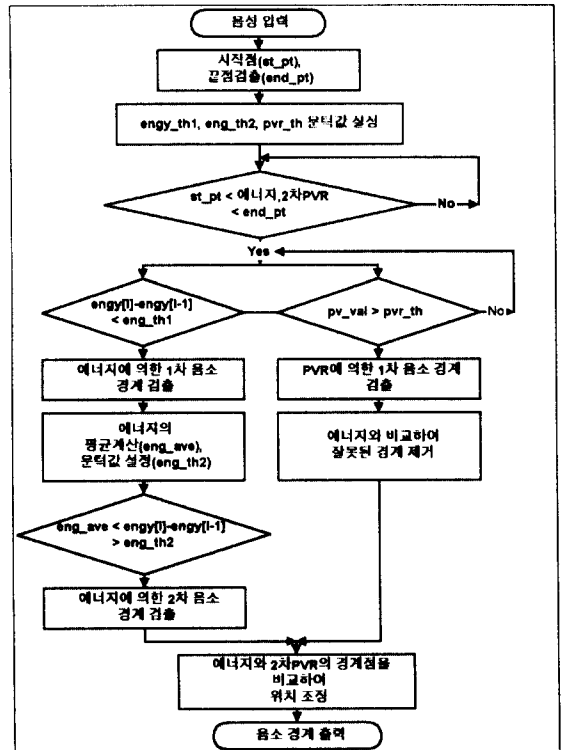 음성 입력
시작점(st_pt),
끝점검출(end_pt)
engy_th1, eng_th2, pvr_th 문턱값 설정
st_pt < 에너지,2차PVR
< end_pt
No
Yes
engy[I]-engy[I-1]
< eng_th1
pv_val > pvr_th
No
에너지에 의한 1차 음소
경계 검출
PVR에 의한 1차 음소 경계
검출
에너지의
평균계산(eng_ave),
문턱값 설정(eng_th2)
에너지와 비교하여
잘못된 경계 제거
eng_ave < engy[I]-engy[I-1]
> eng_th2
에너지에 의한 2차 음소
경계 검출
에너지와 2차PVR의 경계점을
비교하여
위치 조정
음소 경계 출력